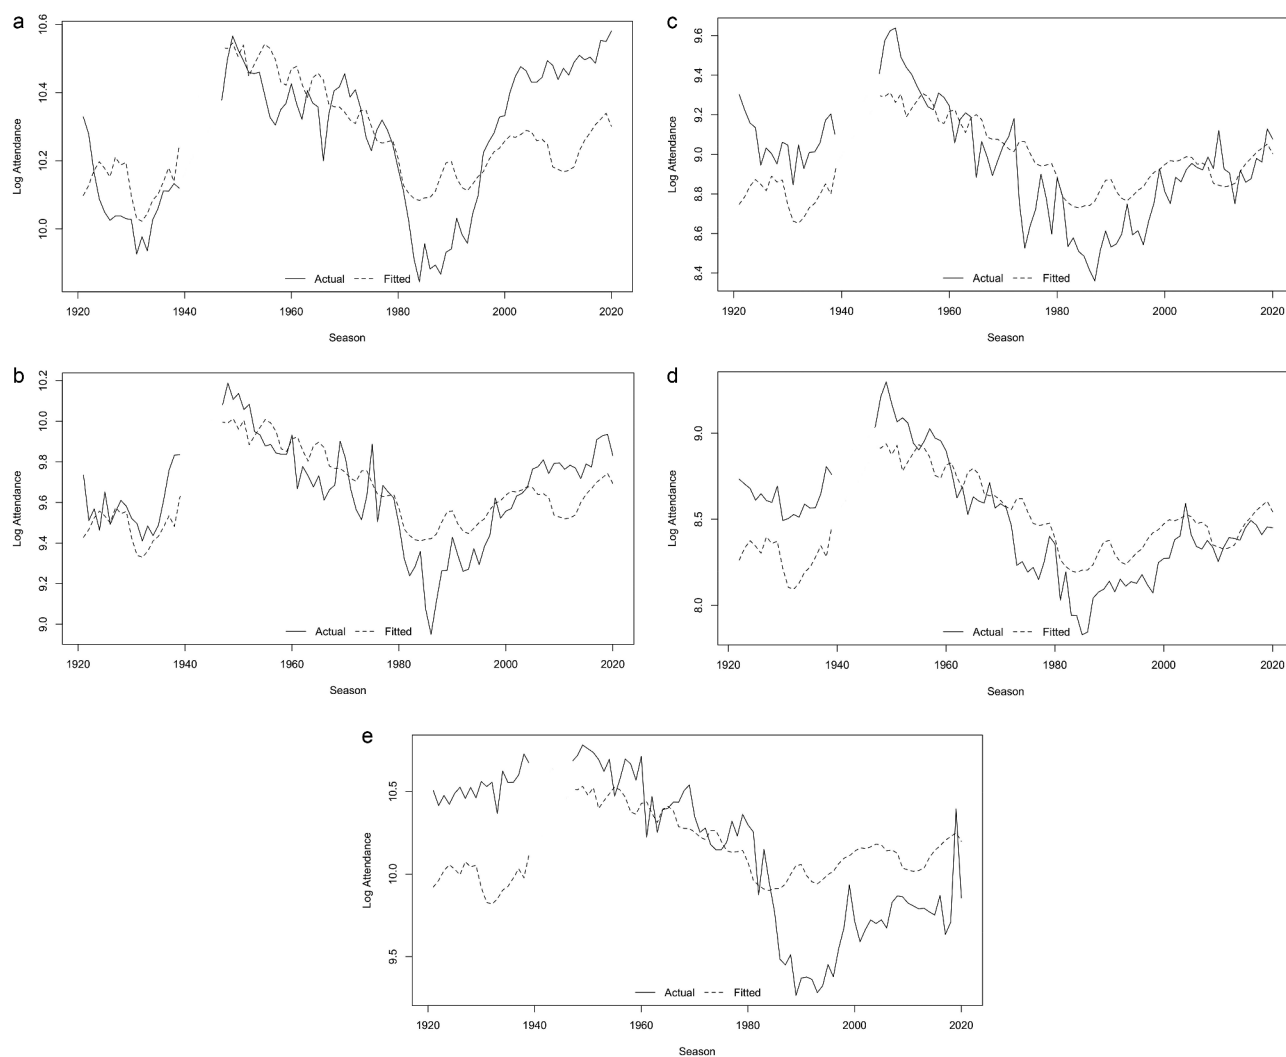 a
Log Attendance
10.6
10.4
10.2
10.0
Actual
Fitted
1920
1940
1960
1980
2000
2020
Season
c
Log Attendance
9.6
9.4
9.2
9.0
8.8
8.6
8.4
Actual
Fitted
1920
1940
1960
1980
2000
2020
Season
b
Log Attendance
10.2
10.0
9.8
9.6
9.4
9.2
9.0
Actual
Fitted
1920
1940
1960
1980
2000
2020
Season
d
Log Attendance
9.0
8.5
8.0
Actual
Fitted
1920
1940
1960
1980
2000
2020
Season
e
Log Attendance
10.5
10.0
9.5
Actual
Fitted
1920
1940
1960
1980
2000
2020
Season